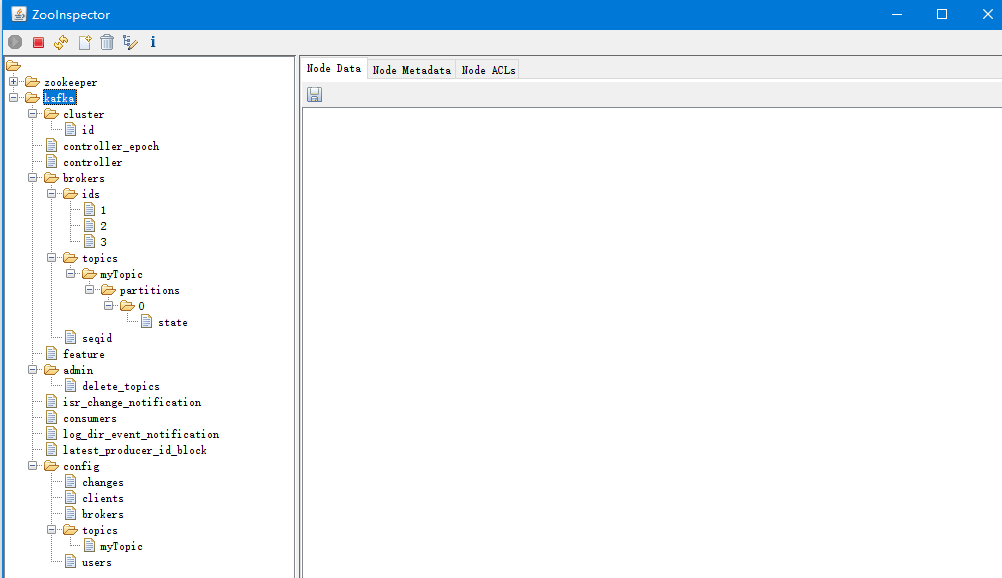 ZooInspector
Node Data Node Metadata Node ACLs
zookeeper
kafka
cluster
id
controller_epoch
controller
brokers
ids
1
2
3
topics
myTopic
partitions
0
state
seqid
feature
admin
delete_topics
isr_change_notification
consumers
log_dir_event_notification
latest_producer_id_block
config
changes
clients
brokers
topics
myTopic
users